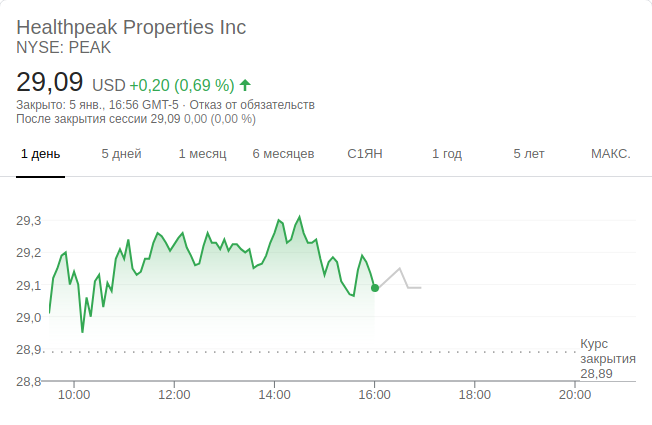 Healthpeak Properties Inc
NYSE: PEAK
29,09 USD +0,20 (0,69 %)
Закрыто: 5 янв., 16:56 GMT-5 · Отказ от обязательств
После закрытия сессии 29,09 0,00 (0,00 %)
1 день 5 дней 1 месяц 6 месяцев С1ЯН 1 год 5 лет МАКС.
29,3
29,2
29,1
29,0
28,9
28,8
Курс
закрытия
28,89
10:00 12:00 14:00 16:00 18:00 20:00